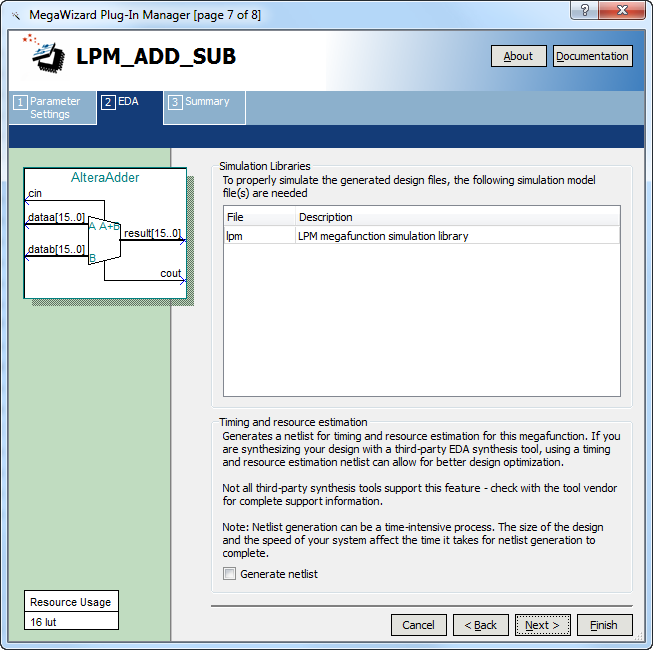 MegaWizard Plug-In Manager [page 7 of 8]
?
LPM_ADD_SUB
About
Documentation
1 Parameter Settings
2 EDA
3 Summary
AlteraAdder
cin
dataa[15..0]
A A+B
result[15..0]
datab[15..0]
B
cout
Resource Usage
16 lut
Simulation Libraries
To properly simulate the generated design files, the following simulation model
file(s) are needed
File Description
lpm LPM megafunction simulation library
Timing and resource estimation
Generates a netlist for timing and resource estimation for this megafunction. If you
are synthesizing your design with a third-party EDA synthesis tool, using a timing
and resource estimation netlist can allow for better design optimization.
Not all third-party synthesis tools support this feature - check with the tool vendor
for complete support information.
Note: Netlist generation can be a time-intensive process. The size of the design
and the speed of your system affect the time it takes for netlist generation to
complete.
Generate netlist
Cancel
< Back
Next >
Finish